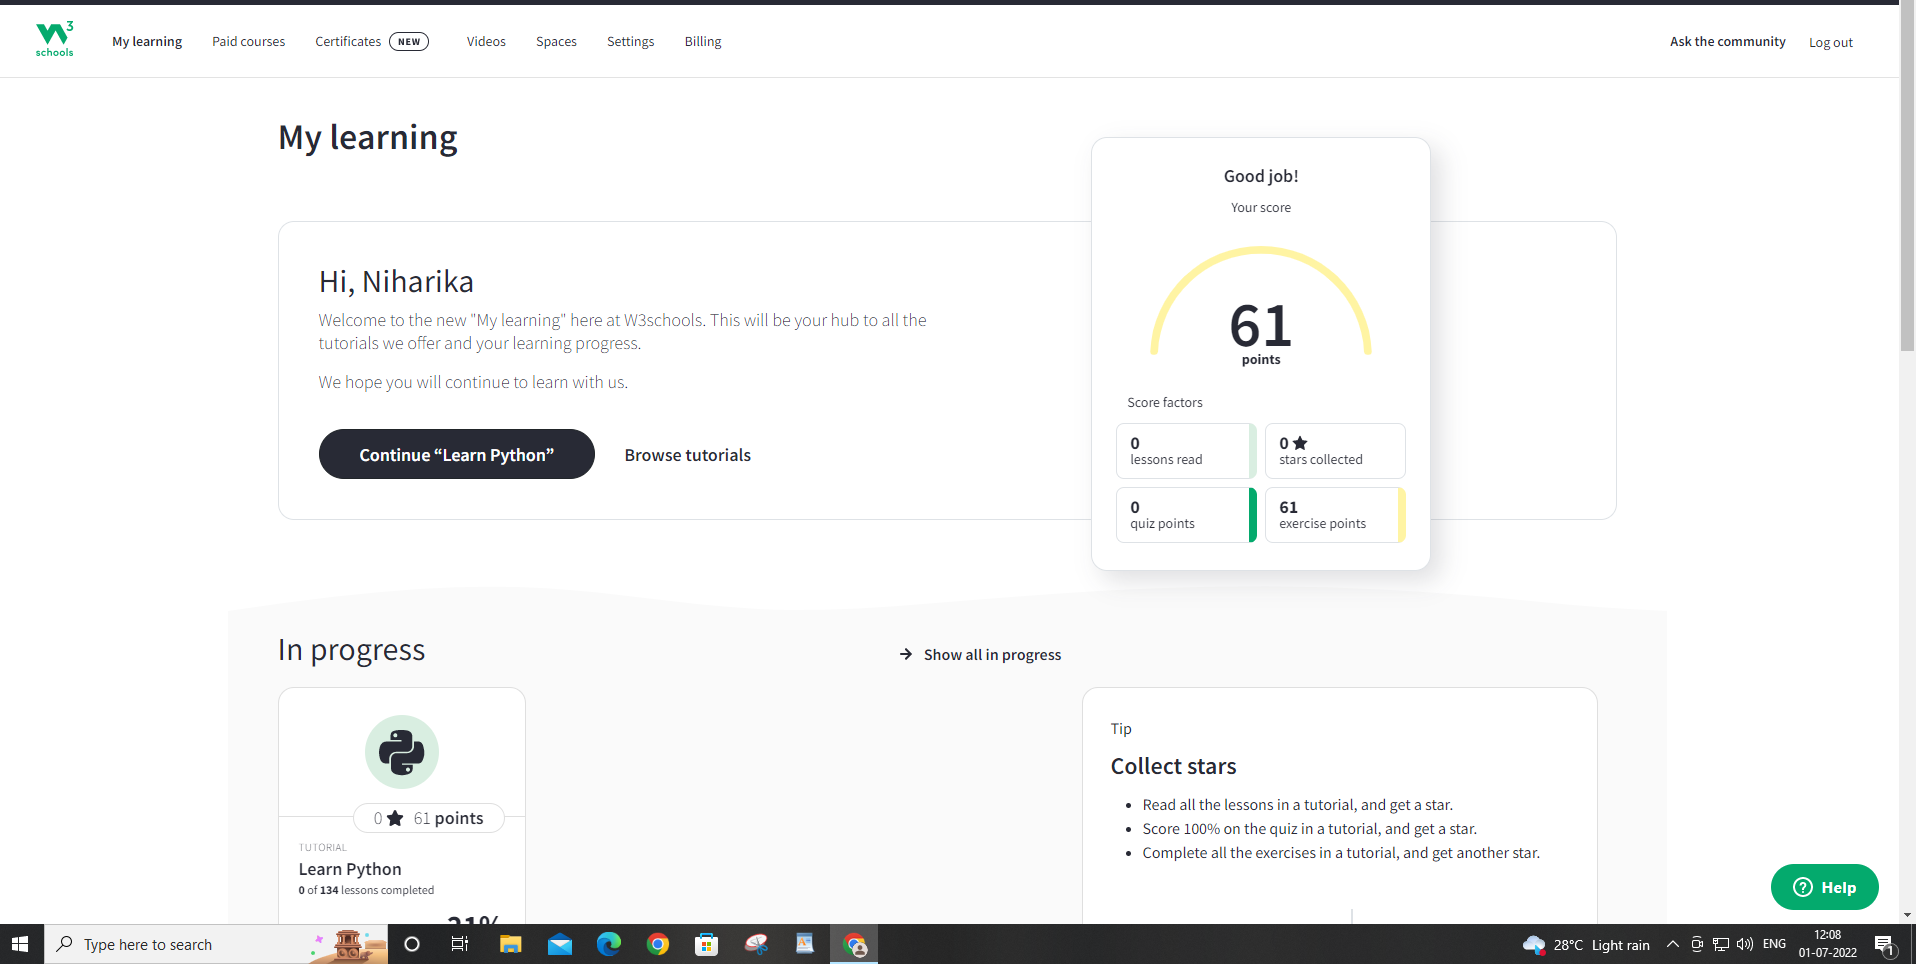 W3 schools
My learning
Paid courses
Certificates NEW
Videos
Spaces
Settings
Billing
Ask the community
Log out
My learning
Hi, Niharika
Welcome to the new "My learning" here at W3schools. This will be your hub to all the
tutorials we offer and your learning progress.
We hope you will continue to learn with us.
Continue “Learn Python”
Browse tutorials
Good job!
Your score
61
points
Score factors
0
lessons read
0
stars collected
0
quiz points
61
exercise points
In progress
Show all in progress
0 61 points
TUTORIAL
Learn Python
0 of 134 lessons completed
Tip
Collect stars
• Read all the lessons in a tutorial, and get a star.
• Score 100% on the quiz in a tutorial, and get a star.
• Complete all the exercises in a tutorial, and get another star.
Help
Type here to search
28°C Light rain
ENG
12:08
01-07-2022
1